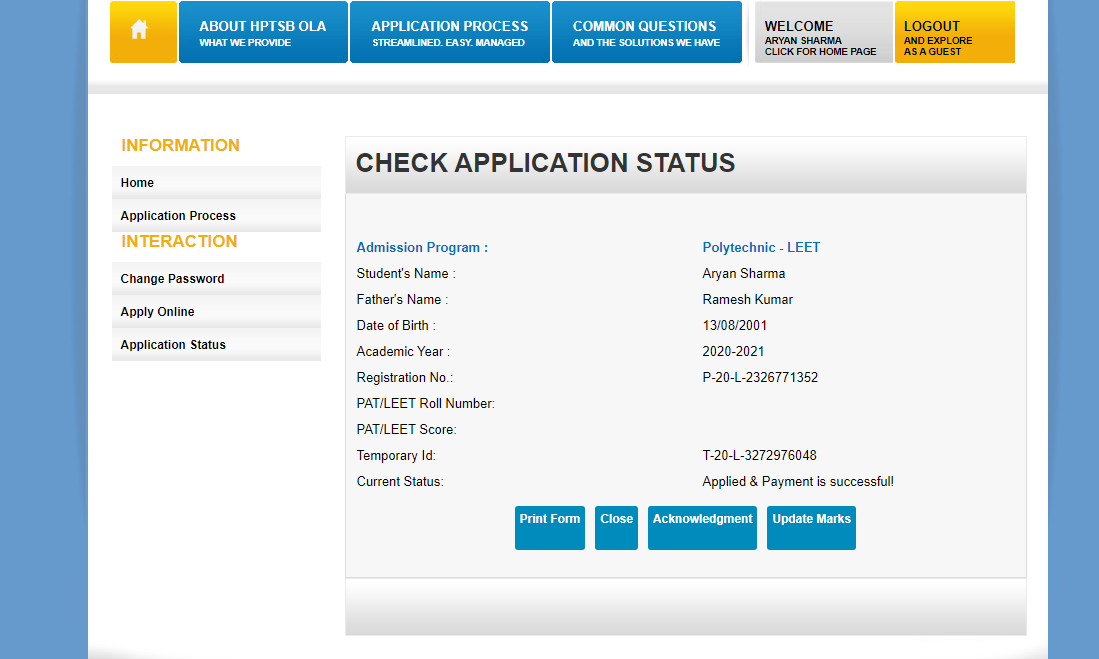 ABOUT HPTSB OLA
WHAT WE PROVIDE
APPLICATION PROCESS
STREAMLINED. EASY. MANAGED
COMMON QUESTIONS
AND THE SOLUTIONS WE HAVE
WELCOME
ARYAN SHARMA
CLICK FOR HOME PAGE
LOGOUT
AND EXPLORE
AS A GUEST
INFORMATION
Home
Application Process
INTERACTION
Change Password
Apply Online
Application Status
CHECK APPLICATION STATUS
Admission Program : Polytechnic - LEET
Student's Name : Aryan Sharma
Father's Name : Ramesh Kumar
Date of Birth : 13/08/2001
Academic Year : 2020-2021
Registration No.: P-20-L-2326771352
PAT/LEET Roll Number:
PAT/LEET Score:
Temporary Id: T-20-L-3272976048
Current Status: Applied & Payment is successful!
Print Form Close Acknowledgment Update Marks